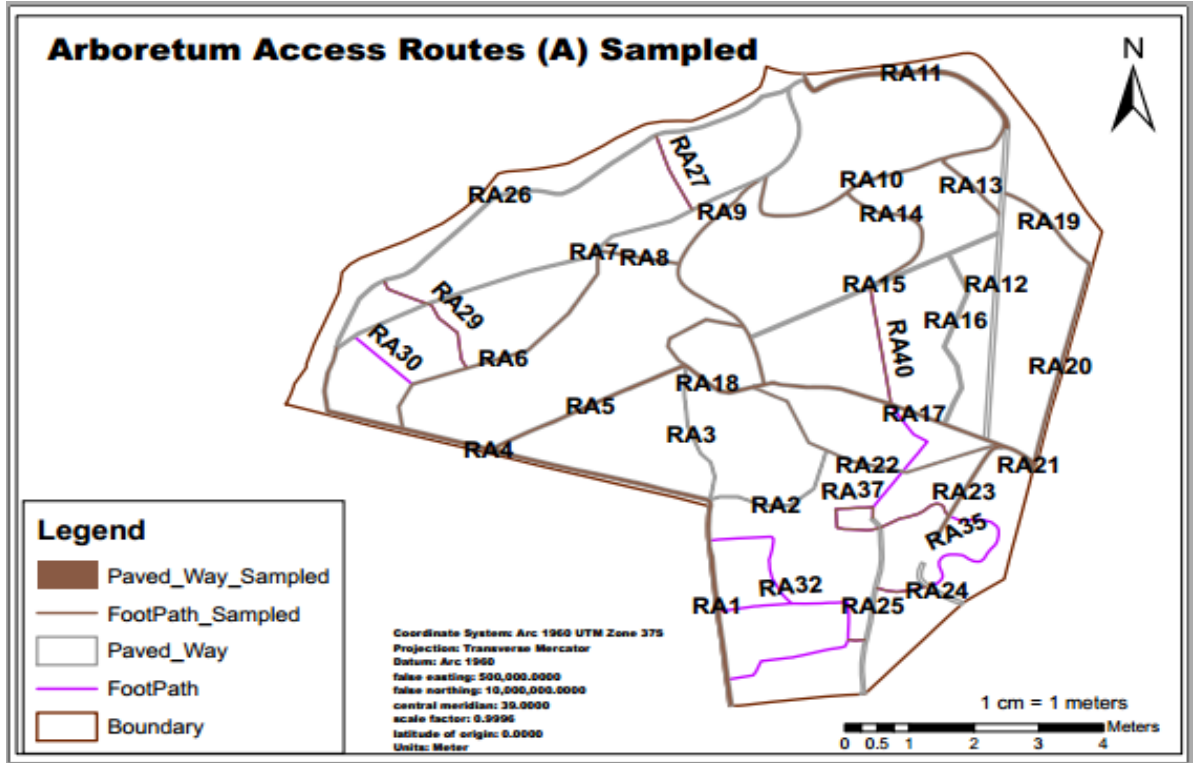 Arboretum Access Routes (A) Sampled
N
RA11
RA27
RA26
RA10
RA13
RA9
RA14
RA19
RA7
RA8
RA15
RA12
RA29
RA16
RA30
RA6
RA40
RA20
RA18
RA5
RA17
RA3
RA4
RA22
RA21
RA37
RA23
RA2
RA35
RA32
RA24
RA1
RA25
Legend
Paved_Way_Sampled
FootPath_Sampled
Paved_Way
FootPath
Boundary
Coordinate System: Arc 1960 UTM Zone 37S
Projection: Transverse Mercator
Datum: Arc 1960
false easting: 500,000.0000
false northing: 10,000,000.0000
central meridian: 39.0000
scale factor: 0.9996
latitude of origin: 0.0000
Units: Meter
1 cm = 1 meters
Meters
0 0.5 1 2 3 4